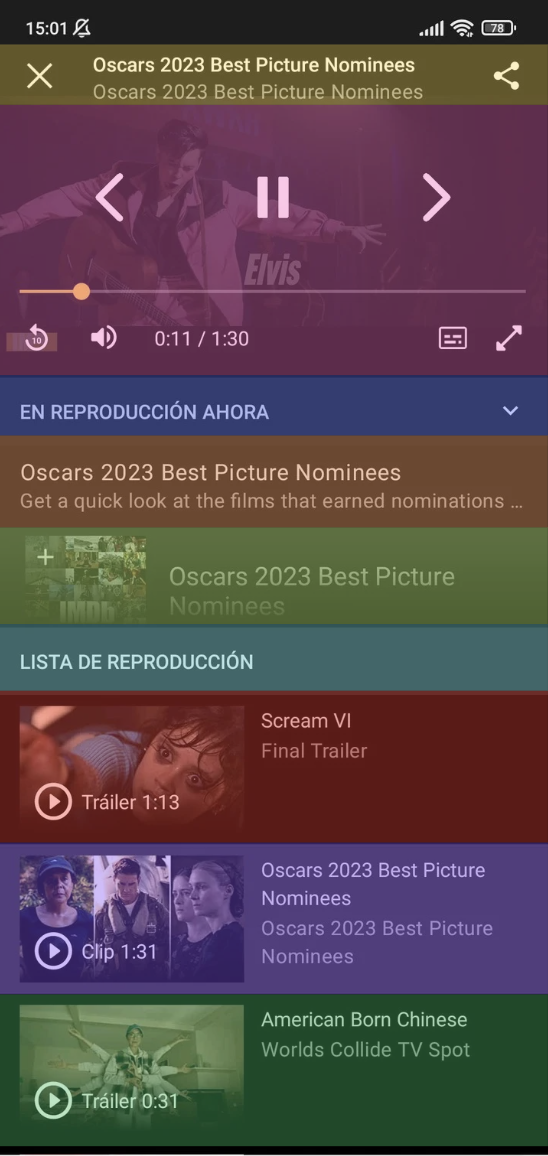 15:01
78
Oscars 2023 Best Picture Nominees
Oscars 2023 Best Picture Nominees
Elvis
10
0:11 / 1:30
EN REPRODUCCIÓN AHORA
Oscars 2023 Best Picture Nominees
Get a quick look at the films that earned nominations ...
IMDb
Oscars 2023 Best Picture
Nominees
LISTA DE REPRODUCCIÓN
Scream VI
Final Trailer
Tráiler 1:13
Oscars 2023 Best Picture
Nominees
Oscars 2023 Best Picture
Nominees
Clip 1:31
American Born Chinese
Worlds Collide TV Spot
Tráiler 0:31